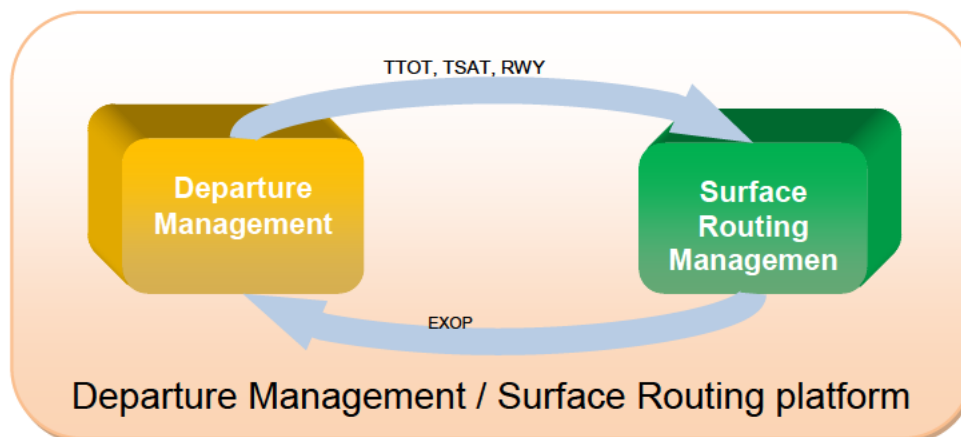 TTOT, TSAT, RWY
Departure
Management
Surface
Routing
Managemen
EXOP
Departure Management / Surface Routing platform